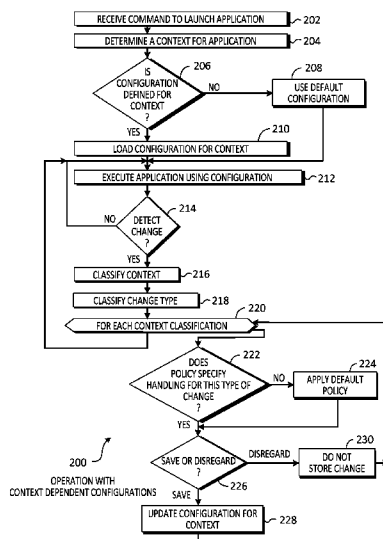 RECEIVE COMMAND TO LAUNCH APPLICATION
202
DETERMINE A CONTEXT FOR APPLICATION
204
206
IS
CONFIGURATION
DEFINED FOR
CONTEXT
?
NO
208
USE DEFAULT
CONFIGURATION
YES
210
LOAD CONFIGURATION FOR CONTEXT
EXECUTE APPLICATION USING CONFIGURATION
212
214
NO
DETECT
CHANGE
?
YES
CLASSIFY CONTEXT
216
CLASSIFY CHANGE TYPE
218
220
FOR EACH CONTEXT CLASSIFICATION
222
DOES
POLICY SPECIFY
HANDLING FOR THIS TYPE OF
CHANGE
?
NO
224
APPLY DEFAULT
POLICY
YES
200
OPERATION WITH
CONTEXT DEPENDENT CONFIGURATIONS
SAVE OR DISREGARD
?
DISREGARD
230
DO NOT
STORE CHANGE
226
SAVE
UPDATE CONFIGURATION FOR
CONTEXT
228